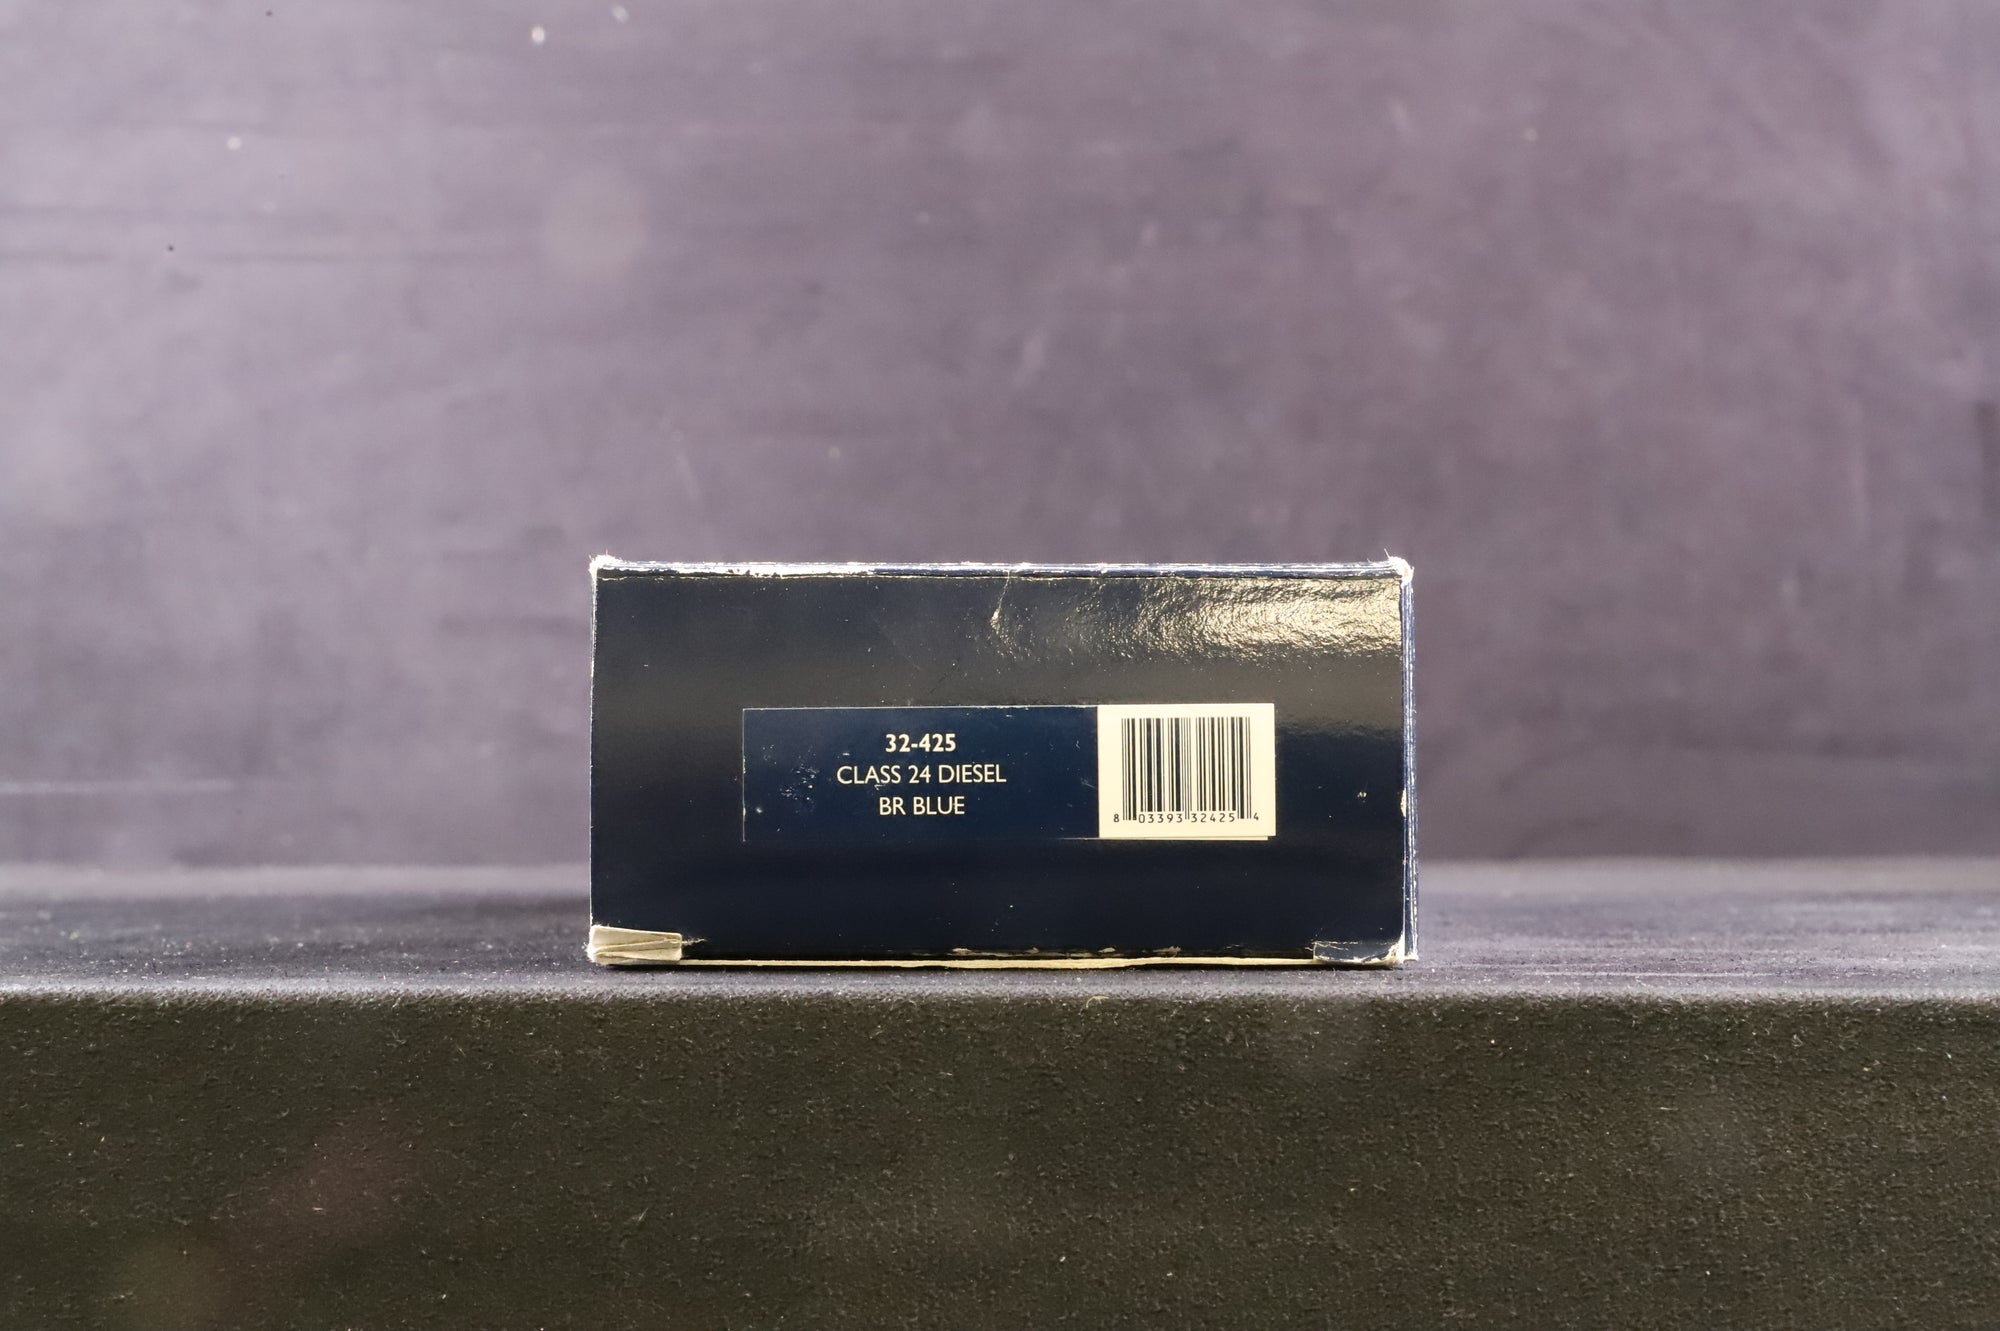 32-425
CLASS 24 DIESEL
BR BLUE
8 03393 32425 4